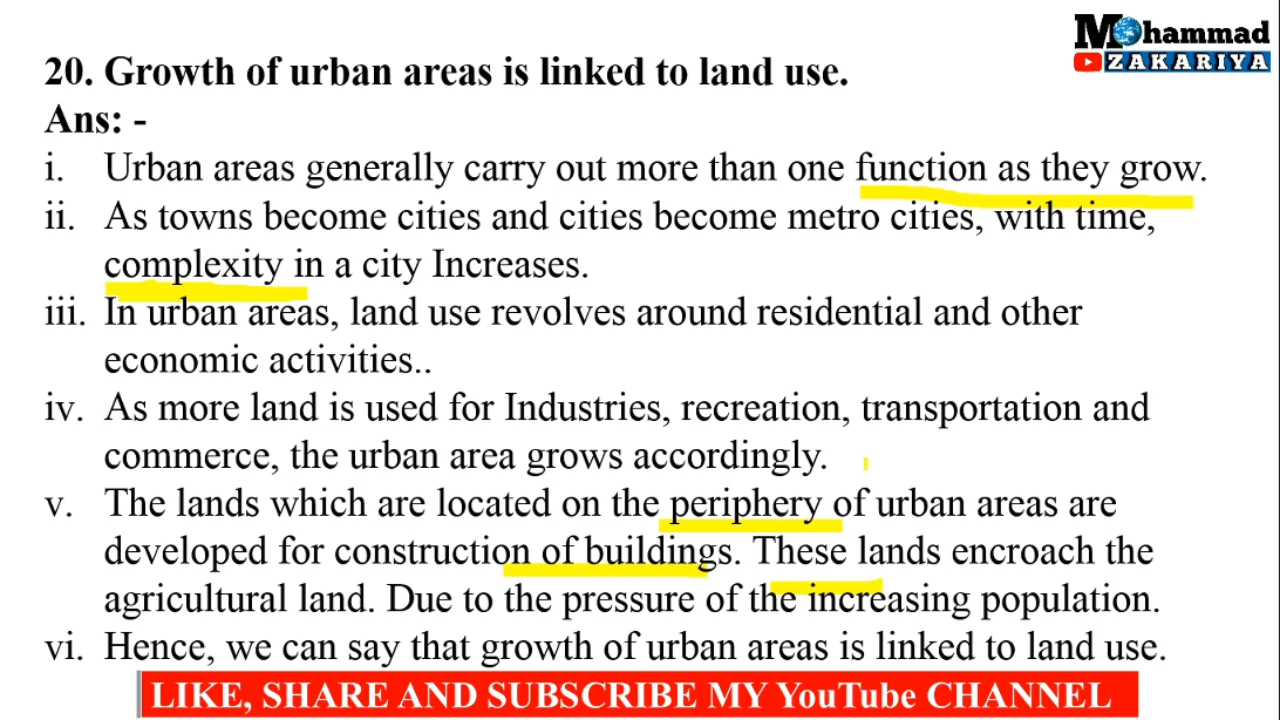 Mohammad
ZAKARIYA
20. Growth of urban areas is linked to land use.
Ans: -
i. Urban areas generally carry out more than one function as they grow.
ii. As towns become cities and cities become metro cities, with time,
complexity in a city Increases.
iii. In urban areas, land use revolves around residential and other
economic activities..
iv. As more land is used for Industries, recreation, transportation and
commerce, the urban area grows accordingly.
v. The lands which are located on the periphery of urban areas are
developed for construction of buildings. These lands encroach the
agricultural land. Due to the pressure of the increasing population.
vi. Hence, we can say that growth of urban areas is linked to land use.
LIKE, SHARE AND SUBSCRIBE MY YouTube CHANNEL